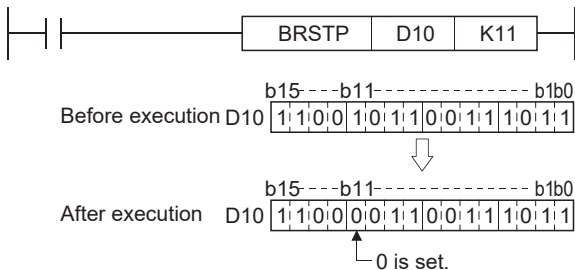 BRSTP D10 K11
b15----b11---------------- b1b0
Before execution D10 1 1 0 0 1 0 1 1 0 0 1 1 1 0 1 1
b15----b11---------------- b1b0
After execution D10 1 1 0 0 0 0 1 1 0 0 1 1 1 0 1 1
0 is set.